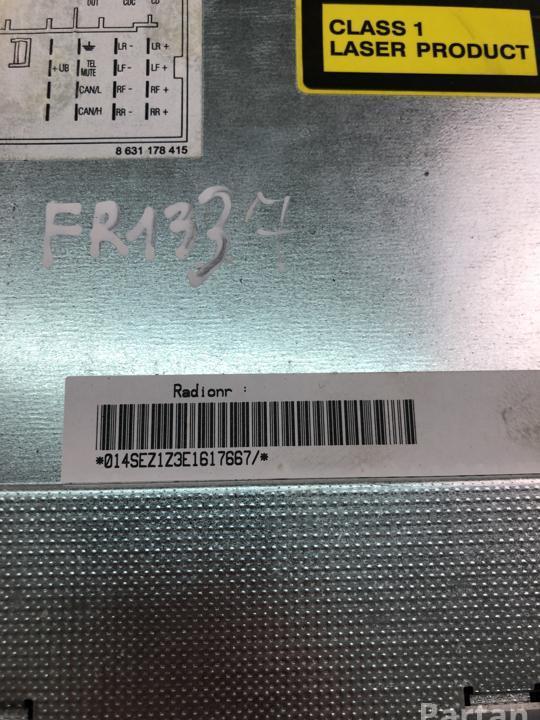 OUT CDC CD
LR - LR +
+UB TEL MUTE LF - LF +
CAN/L RF - RF +
CAN/H RR - RR +
8 631 178 415
CLASS 1
LASER PRODUCT
FR1337
Radionr :
*014SEZ1Z3E1617667/*
Partan